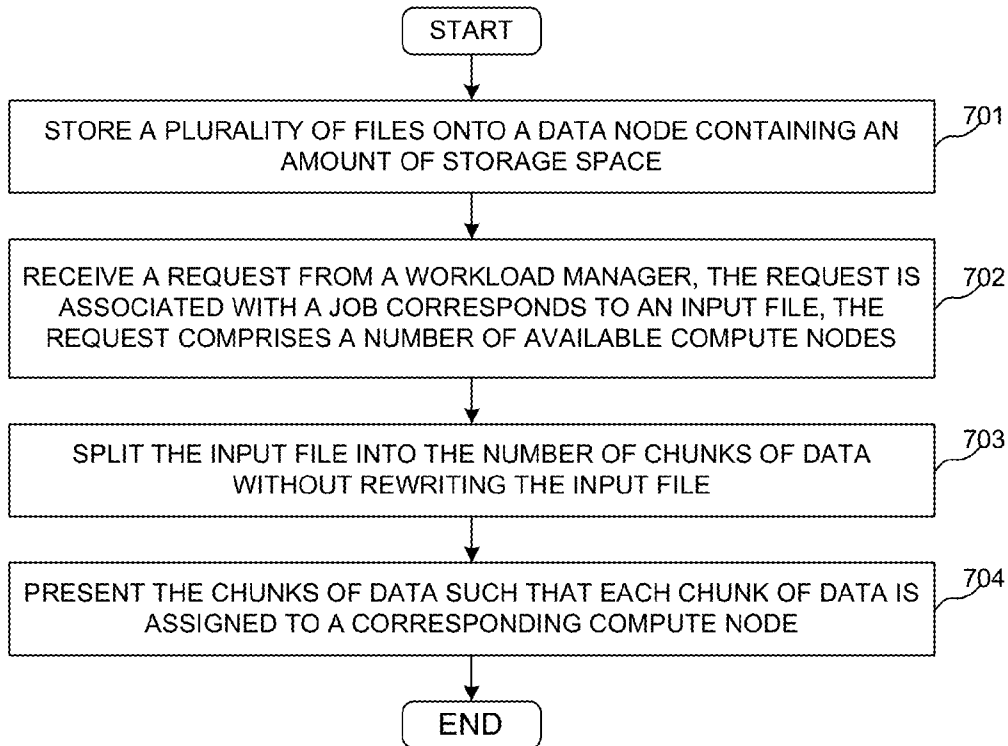 START
STORE A PLURALITY OF FILES ONTO A DATA NODE CONTAINING AN
AMOUNT OF STORAGE SPACE
701
RECEIVE A REQUEST FROM A WORKLOAD MANAGER, THE REQUEST IS
ASSOCIATED WITH A JOB CORRESPONDS TO AN INPUT FILE, THE
REQUEST COMPRISES A NUMBER OF AVAILABLE COMPUTE NODES
702
SPLIT THE INPUT FILE INTO THE NUMBER OF CHUNKS OF DATA
WITHOUT REWRITING THE INPUT FILE
703
PRESENT THE CHUNKS OF DATA SUCH THAT EACH CHUNK OF DATA IS
ASSIGNED TO A CORRESPONDING COMPUTE NODE
704
END